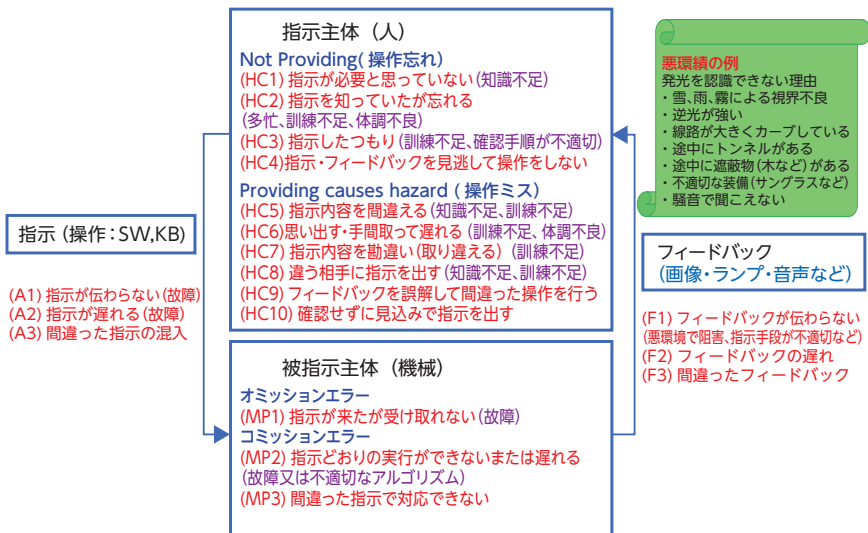 指示主体（人）
Not Providing(操作忘れ)
(HC1) 指示が必要と思っていない(知識不足)
(HC2) 指示を知っていたが忘れる
(多忙、訓練不足、体調不良)
(HC3) 指示したつもり(訓練不足、確認手順が不適切)
(HC4)指示・フィードバックを見逃して操作をしない
Providing causes hazard (操作ミス)
(HC5) 指示内容を間違える(知識不足、訓練不足)
(HC6)思い出す・手間取って遅れる(訓練不足、体調不良)
(HC7) 指示内容を勘違い(取り違える) (訓練不足)
(HC8) 違う相手に指示を出す(知識不足、訓練不足)
(HC9) フィードバックを誤解して間違った操作を行う
(HC10) 確認せずに見込みで指示を出す
悪環績の例
発光を認識できない理由
・雪、雨、霧による視界不良
・逆光が強い
・線路が大きくカーブしている
・途中にトンネルがある
・途中に遮蔽物(木など)がある
・不適切な装備(サングラスなど)
・騒音で聞こえない
指示 (操作:SW,KB)
(A1) 指示が伝わらない(故障)
(A2) 指示が遅れる(故障)
(A3) 間違った指示の混入
フィードバック
(画像・ランプ・音声など)
(F1) フィードバックが伝わらない
(悪環境で阻害、指示手段が不適切など)
(F2) フィードバックの遅れ
(F3) 間違ったフィードバック
被指示主体（機械）
オミッションエラー
(MP1) 指示が来たが受け取れない(故障)
コミッションエラー
(MP2) 指示どおりの実行ができないまたは遅れる
(故障又は不適切なアルゴリズム)
(MP3) 間違った指示で対応できない